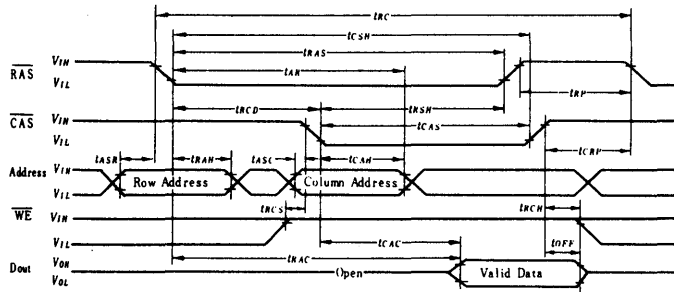 tRC
tCSH
tRAS
tAR
RAS VIH
VIL
tRP
tRCD
tRSH
CAS VIH
VIL
tCAS
tCRP
tASR
tRAH
tASC
tCAH
Address VIH
VIL
Row Address
Column Address
WE VIH
VIL
tRCS
tRCH
tCAC
tOFF
tRAC
Dout VOH
VOL
Open
Valid Data